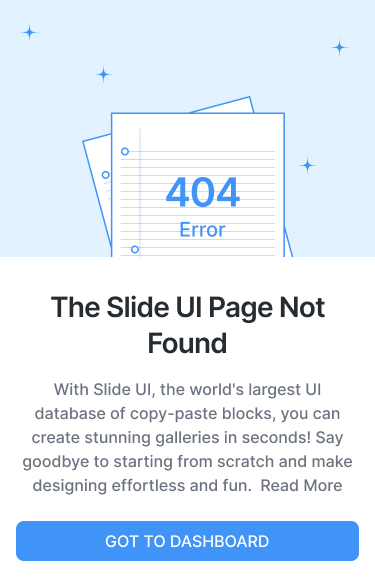 404
Error
The Slide UI Page Not
Found
With Slide UI, the world's largest UI
database of copy-paste blocks, you can
create stunning galleries in seconds! Say
goodbye to starting from scratch and make
designing effortless and fun.  Read More
GOT TO DASHBOARD